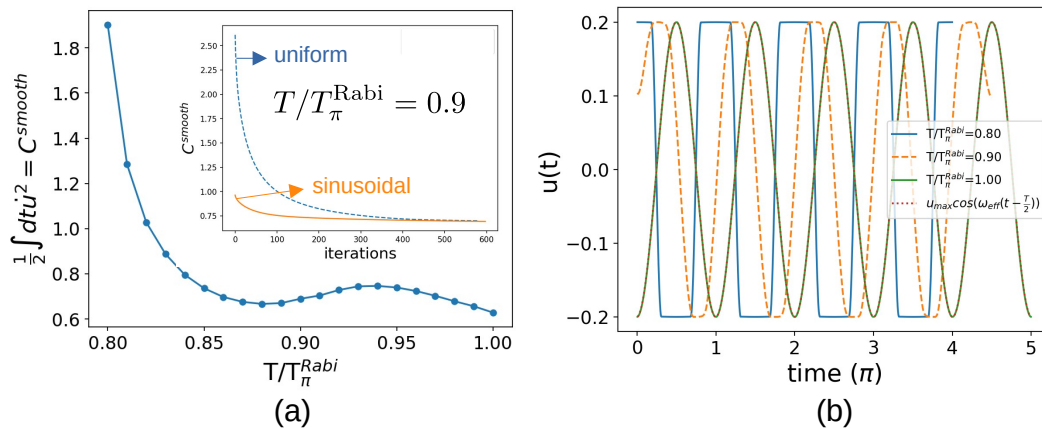 ½∫dtu̇² = C^{smooth}
1.8
1.6
1.4
1.2
1.0
0.8
0.6
0.80
0.85
0.90
0.95
1.00
T/T_π^{Rabi}
C^{smooth}
2.50
2.25
2.00
1.75
1.50
1.25
1.00
0.75
0
100
200
300
400
500
600
iterations
uniform
T/T_π^{Rabi} = 0.9
sinusoidal
(a)
u(t)
0.2
0.1
0.0
−0.1
−0.2
0
1
2
3
4
5
time (π)
T/T_π^{Rabi}=0.80
T/T_π^{Rabi}=0.90
T/T_π^{Rabi}=1.00
u_{max}cos(ω_{eff}(t − T/2))
(b)